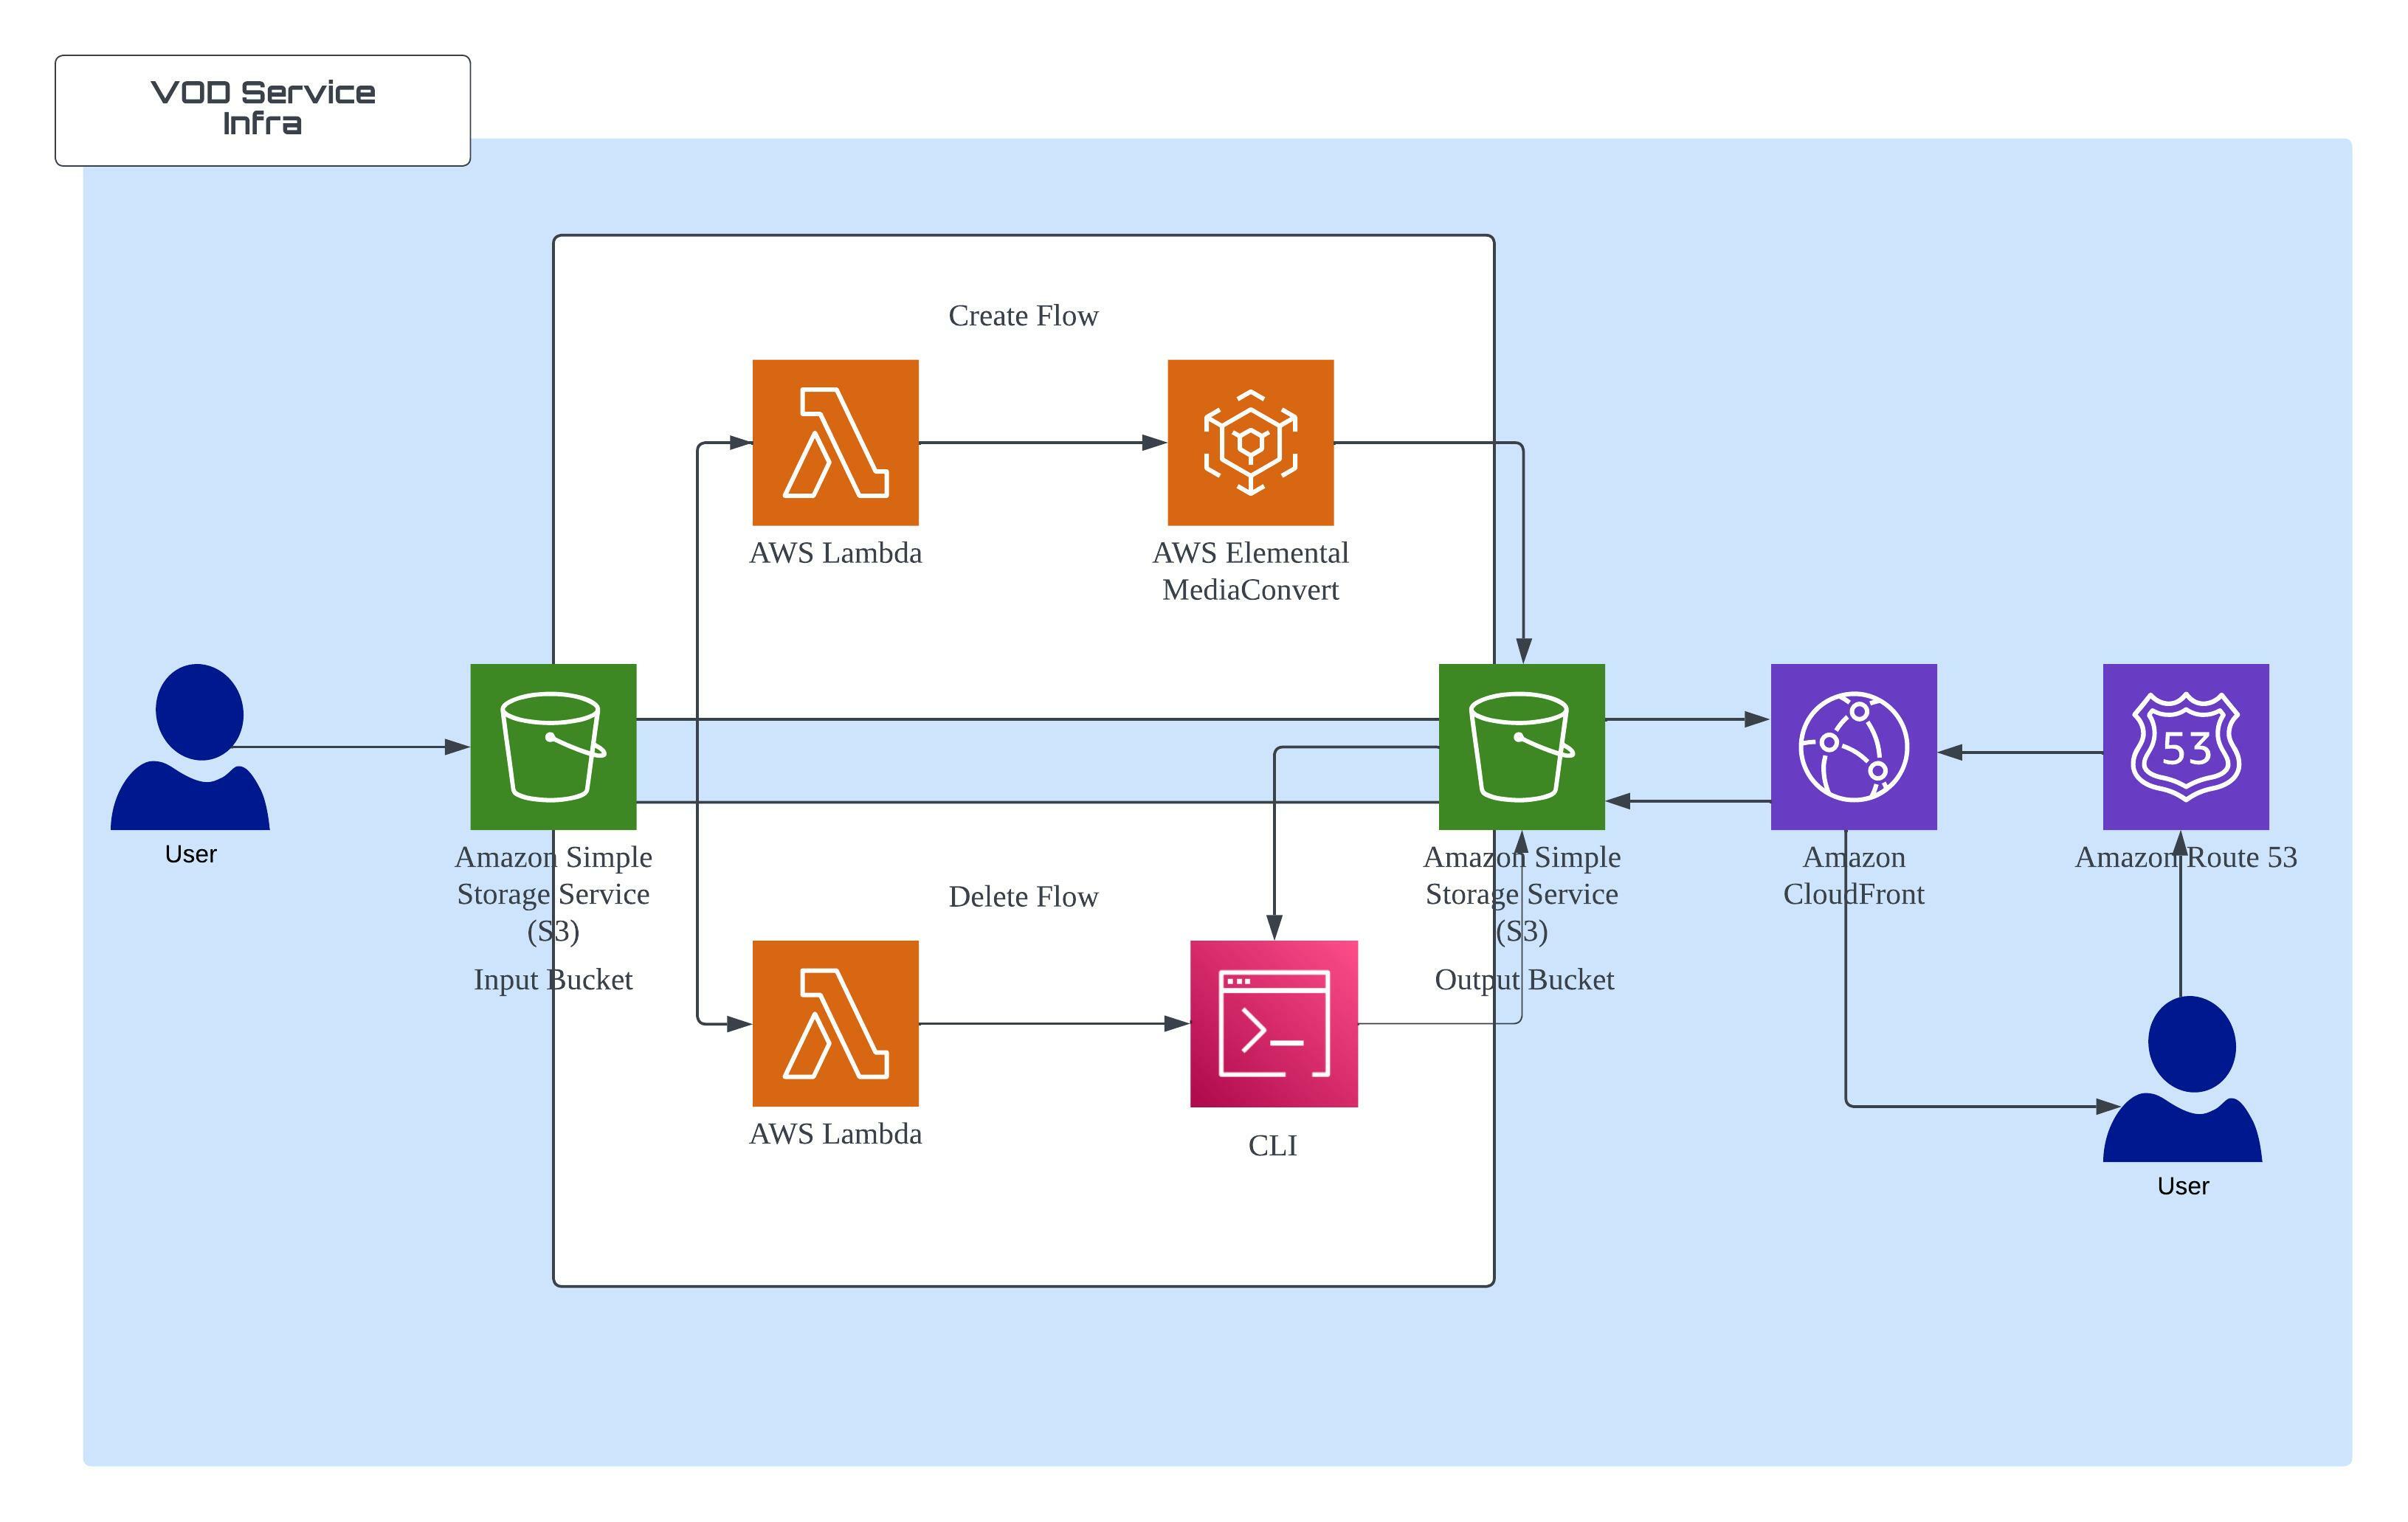 VOD Service
Infra
Create Flow
AWS Lambda
AWS Elemental
MediaConvert
User
Amazon Simple
Storage Service
(S3)
Input Bucket
Amazon Simple
Storage Service
(S3)
Output Bucket
Amazon
CloudFront
53
Amazon Route 53
Delete Flow
AWS Lambda
CLI
User